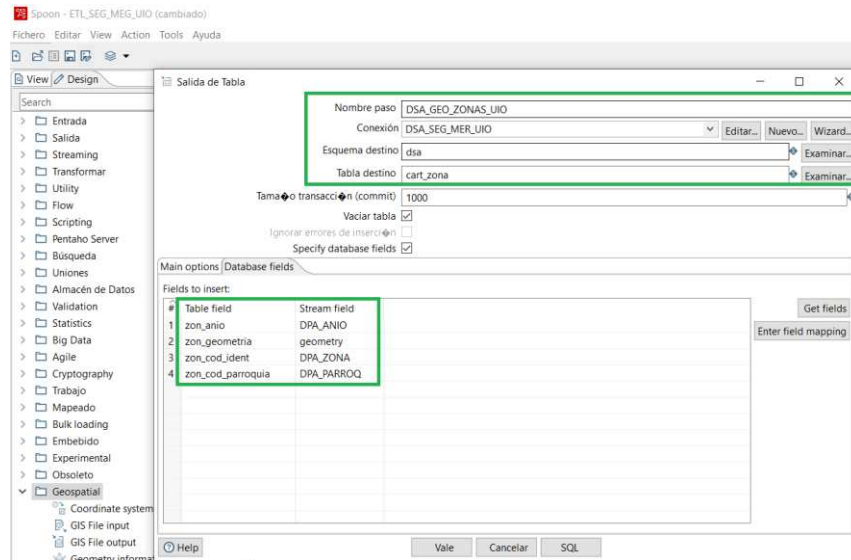 Spoon - ETL_SEG_MEG_UIO (cambiado)
Fichero Editar View Action Tools Ayuda
View Design
Search
Entrada
Salida
Streaming
Transformar
Utility
Flow
Scripting
Pentaho Server
Búsqueda
Uniones
Almacén de Datos
Validation
Statistics
Big Data
Agile
Cryptography
Trabajo
Mapeado
Bulk loading
Embebido
Experimental
Obsoleto
Geospatial
Coordinate system
GIS File input
GIS File output
Geometry informat
Salida de Tabla
Nombre paso DSA_GEO_ZONAS_UIO
Conexión DSA_SEG_MER_UIO Editar... Nuevo... Wizard...
Esquema destino dsa Examinar...
Tabla destino cart_zona Examinar...
Tama�o transacci�n (commit) 1000
Vaciar tabla
Ignorar errores de inserci�n
Specify database fields
Main options Database fields
Fields to insert:
# Table field Stream field
1 zon_anio DPA_ANIO
2 zon_geometria geometry
3 zon_cod_ident DPA_ZONA
4 zon_cod_parroquia DPA_PARROQ
Get fields
Enter field mapping
Help Vale Cancelar SQL